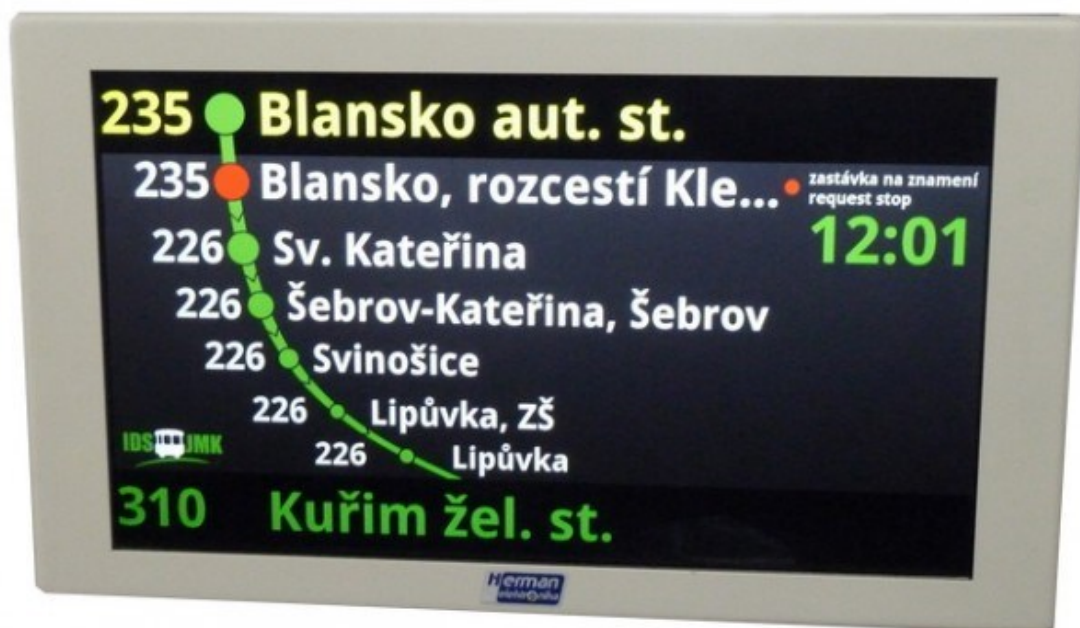 235 Blansko aut. st.
235 Blansko, rozcestí Kle...
zastávka na znamení
request stop
12:01
226 Sv. Kateřina
226 Šebrov-Kateřina, Šebrov
226 Svinošice
226 Lipůvka, ZŠ
226 Lipůvka
IDS JMK
310 Kuřim žel. st.
Herman
elektronika